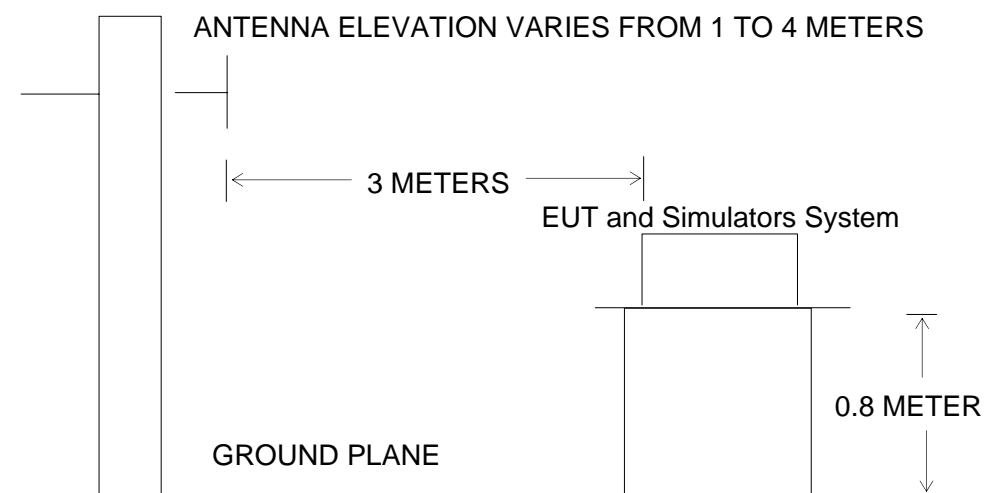 ANTENNA ELEVATION VARIES FROM 1 TO 4 METERS
3 METERS
EUT and Simulators System
0.8 METER
GROUND PLANE